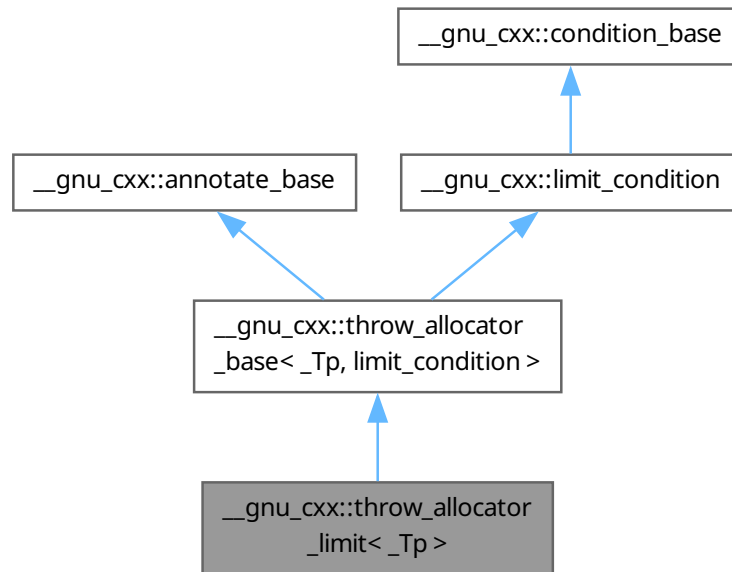 __gnu_cxx::condition_base
__gnu_cxx::annotate_base
__gnu_cxx::limit_condition
__gnu_cxx::throw_allocator
_base< _Tp, limit_condition >
__gnu_cxx::throw_allocator
_limit< _Tp >